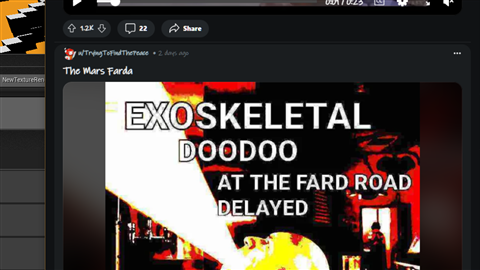 0:04 / 0:23
1.2K
22
Share
u/TryingToFindThePeace • 2 days ago
NewTextureRen
The Mars Farda
EXOSKELETAL
DOODOO
AT THE FARD ROAD
DELAYED